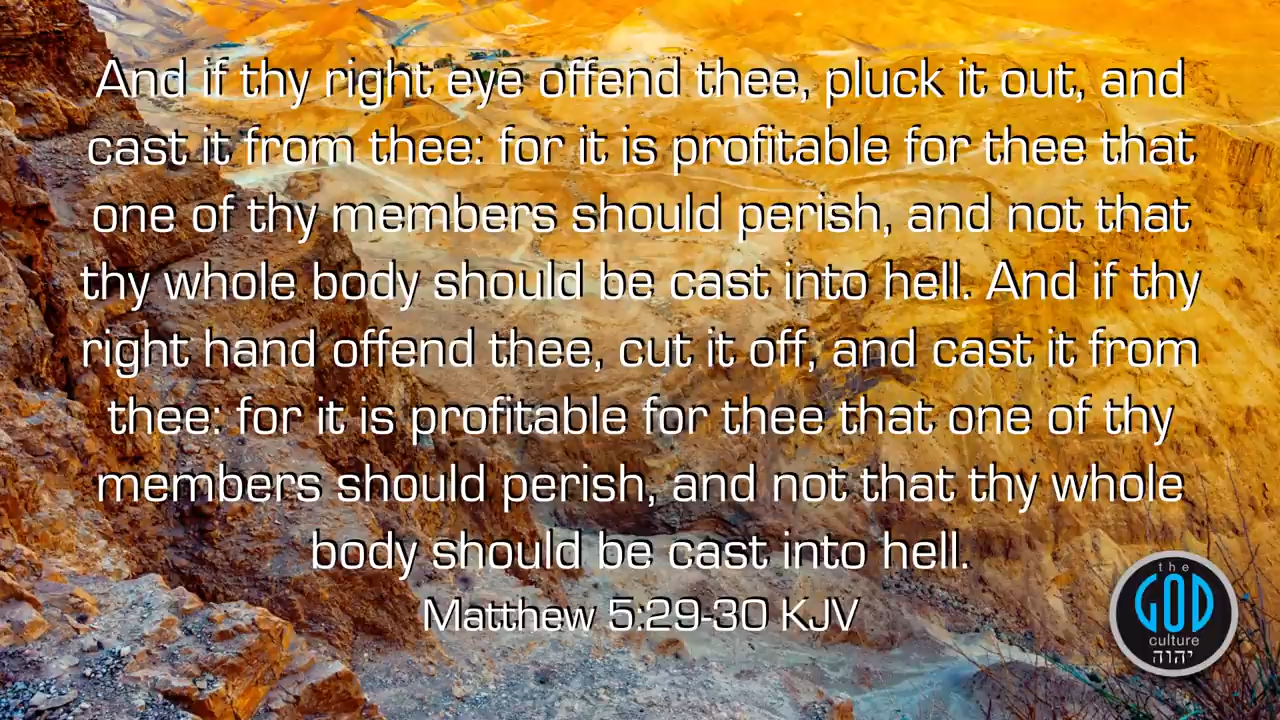 And if thy right eye offend thee, pluck it out, and
cast it from thee: for it is profitable for thee that
one of thy members should perish, and not that
thy whole body should be cast into hell. And if thy
right hand offend thee, cut it off, and cast it from
thee: for it is profitable for thee that one of thy
members should perish, and not that thy whole
body should be cast into hell.
Matthew 5:29-30 KJV
the
GOD
culture
יהוה